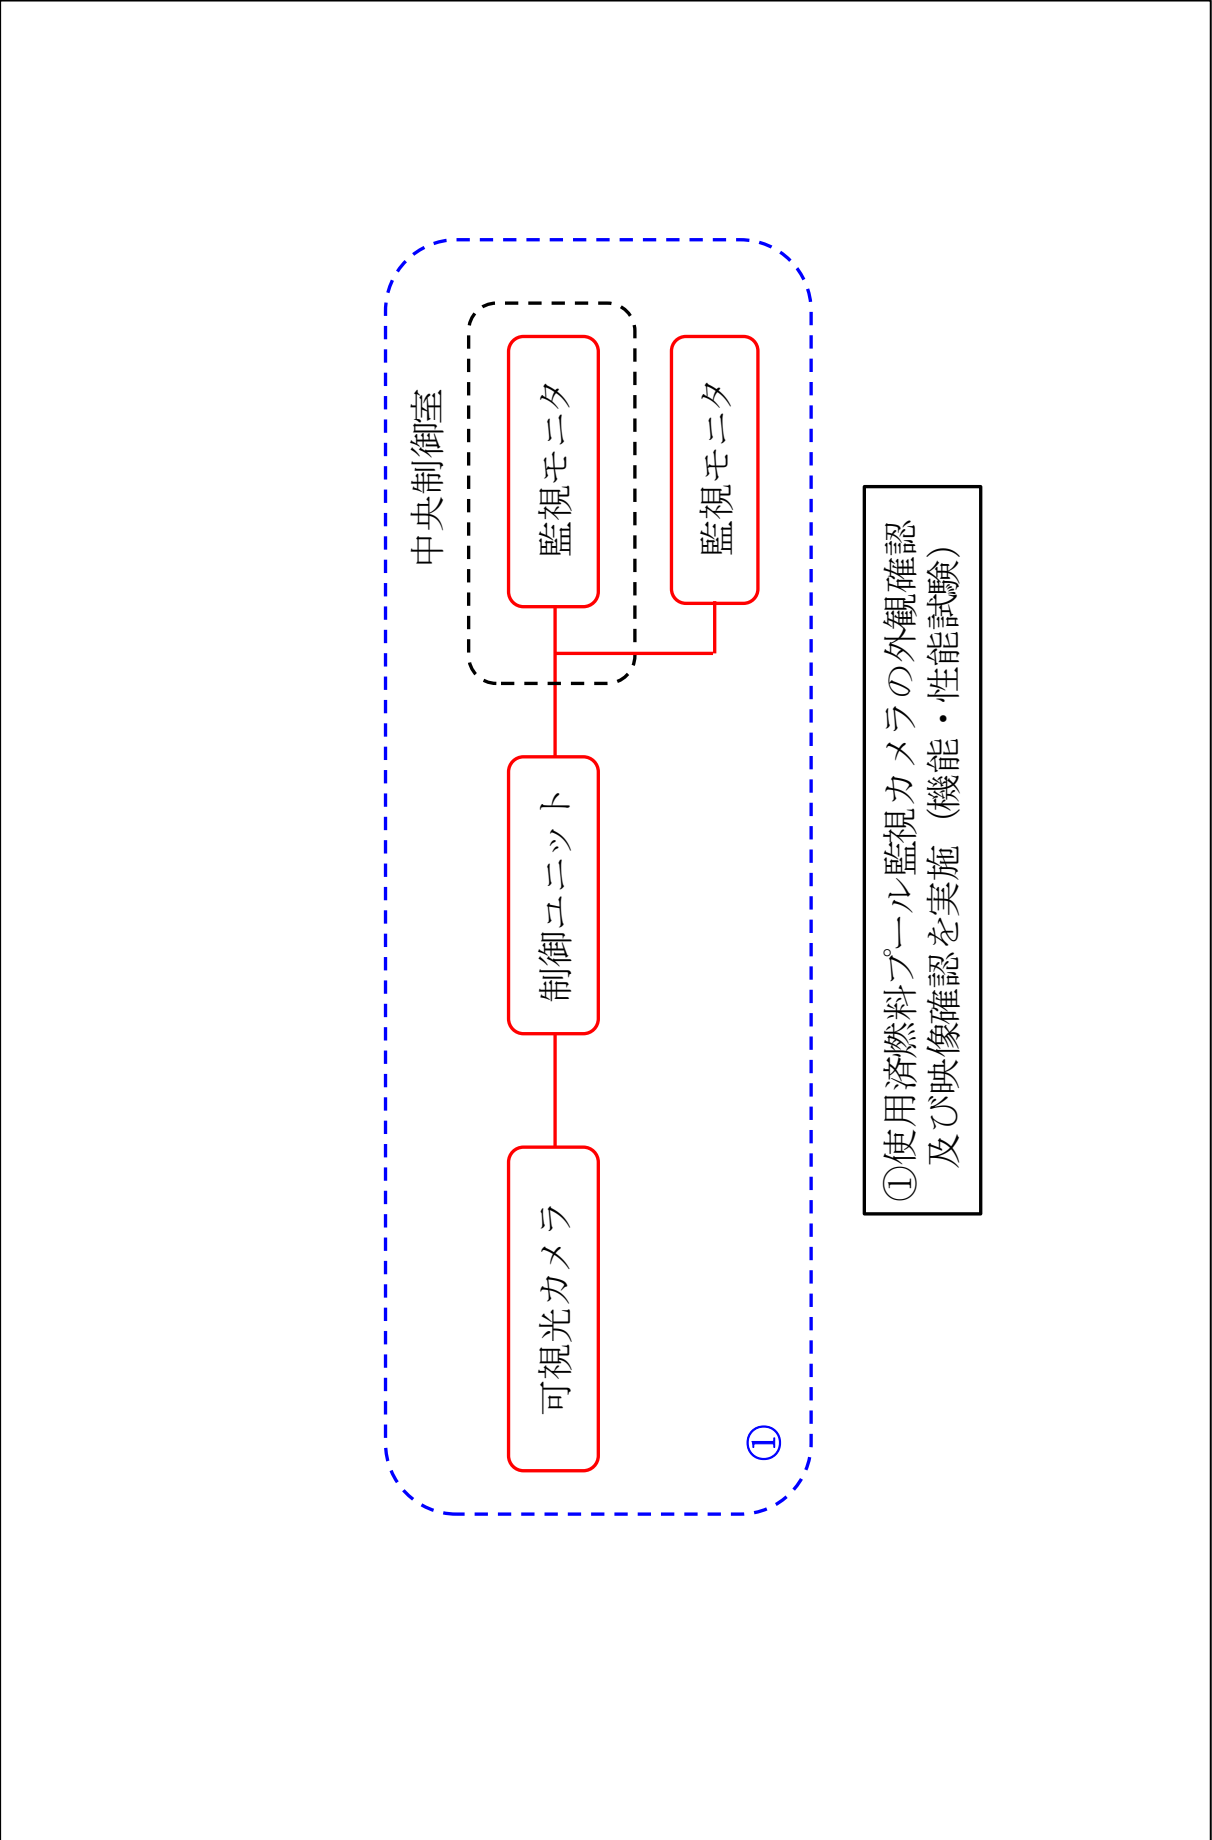 中央制御室
可視光カメラ
制御ユニット
監視モニタ
監視モニタ
①
①使用済燃料プール監視カメラの外観確認
及び映像確認を実施（機能・性能試験）